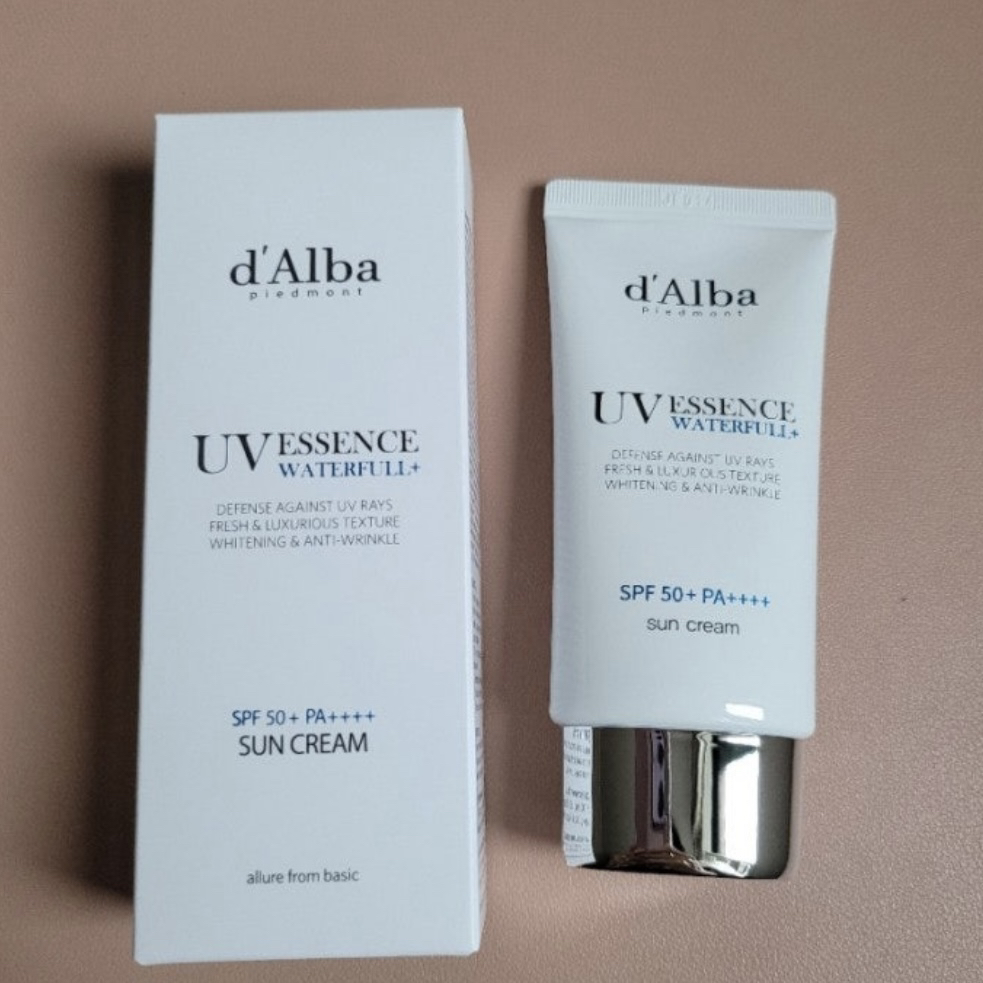 d'Alba
piedmont
UV ESSENCE
WATERFULL+
DEFENSE AGAINST UV RAYS
FRESH & LUXURIOUS TEXTURE
WHITENING & ANTI-WRINKLE
SPF 50+ PA++++
SUN CREAM
allure from basic
d'Alba
piedmont
UV ESSENCE
WATERFULL+
DEFENSE AGAINST UV RAYS
FRESH & LUXURIOUS TEXTURE
WHITENING & ANTI-WRINKLE
SPF 50+ PA++++
sun cream